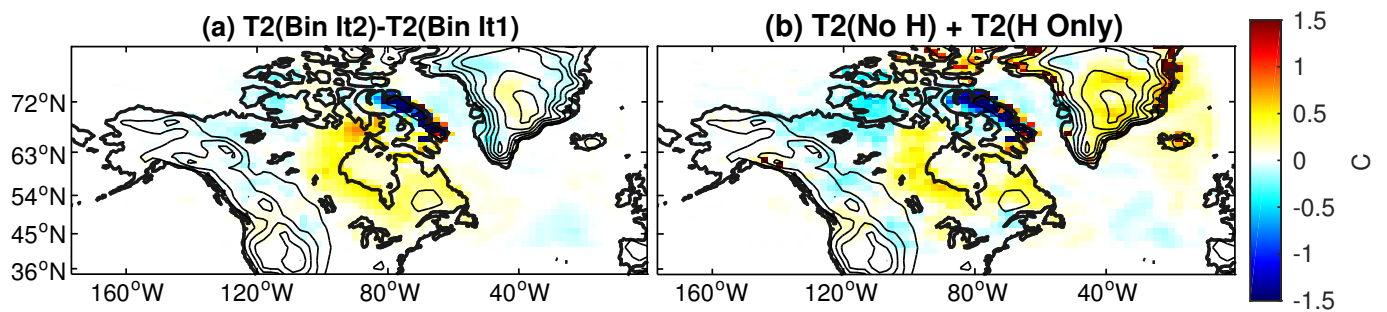 (a) T2(Bin It2)-T2(Bin It1)
72°N
63°N
54°N
45°N
36°N
160°W
120°W
80°W
40°W
(b) T2(No H) + T2(H Only)
160°W
120°W
80°W
40°W
1.5
1
0.5
0
-0.5
-1
-1.5
C